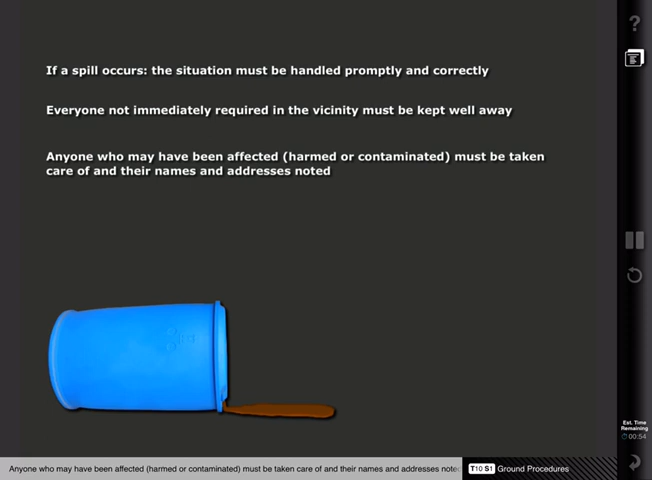 If a spill occurs: the situation must be handled promptly and correctly
Everyone not immediately required in the vicinity must be kept well away
Anyone who may have been affected (harmed or contaminated) must be taken
care of and their names and addresses noted
?
Est. Time
Remaining
00:54
Anyone who may have been affected (harmed or contaminated) must be taken care of and their names and addresses noted
T10 S1 Ground Procedures